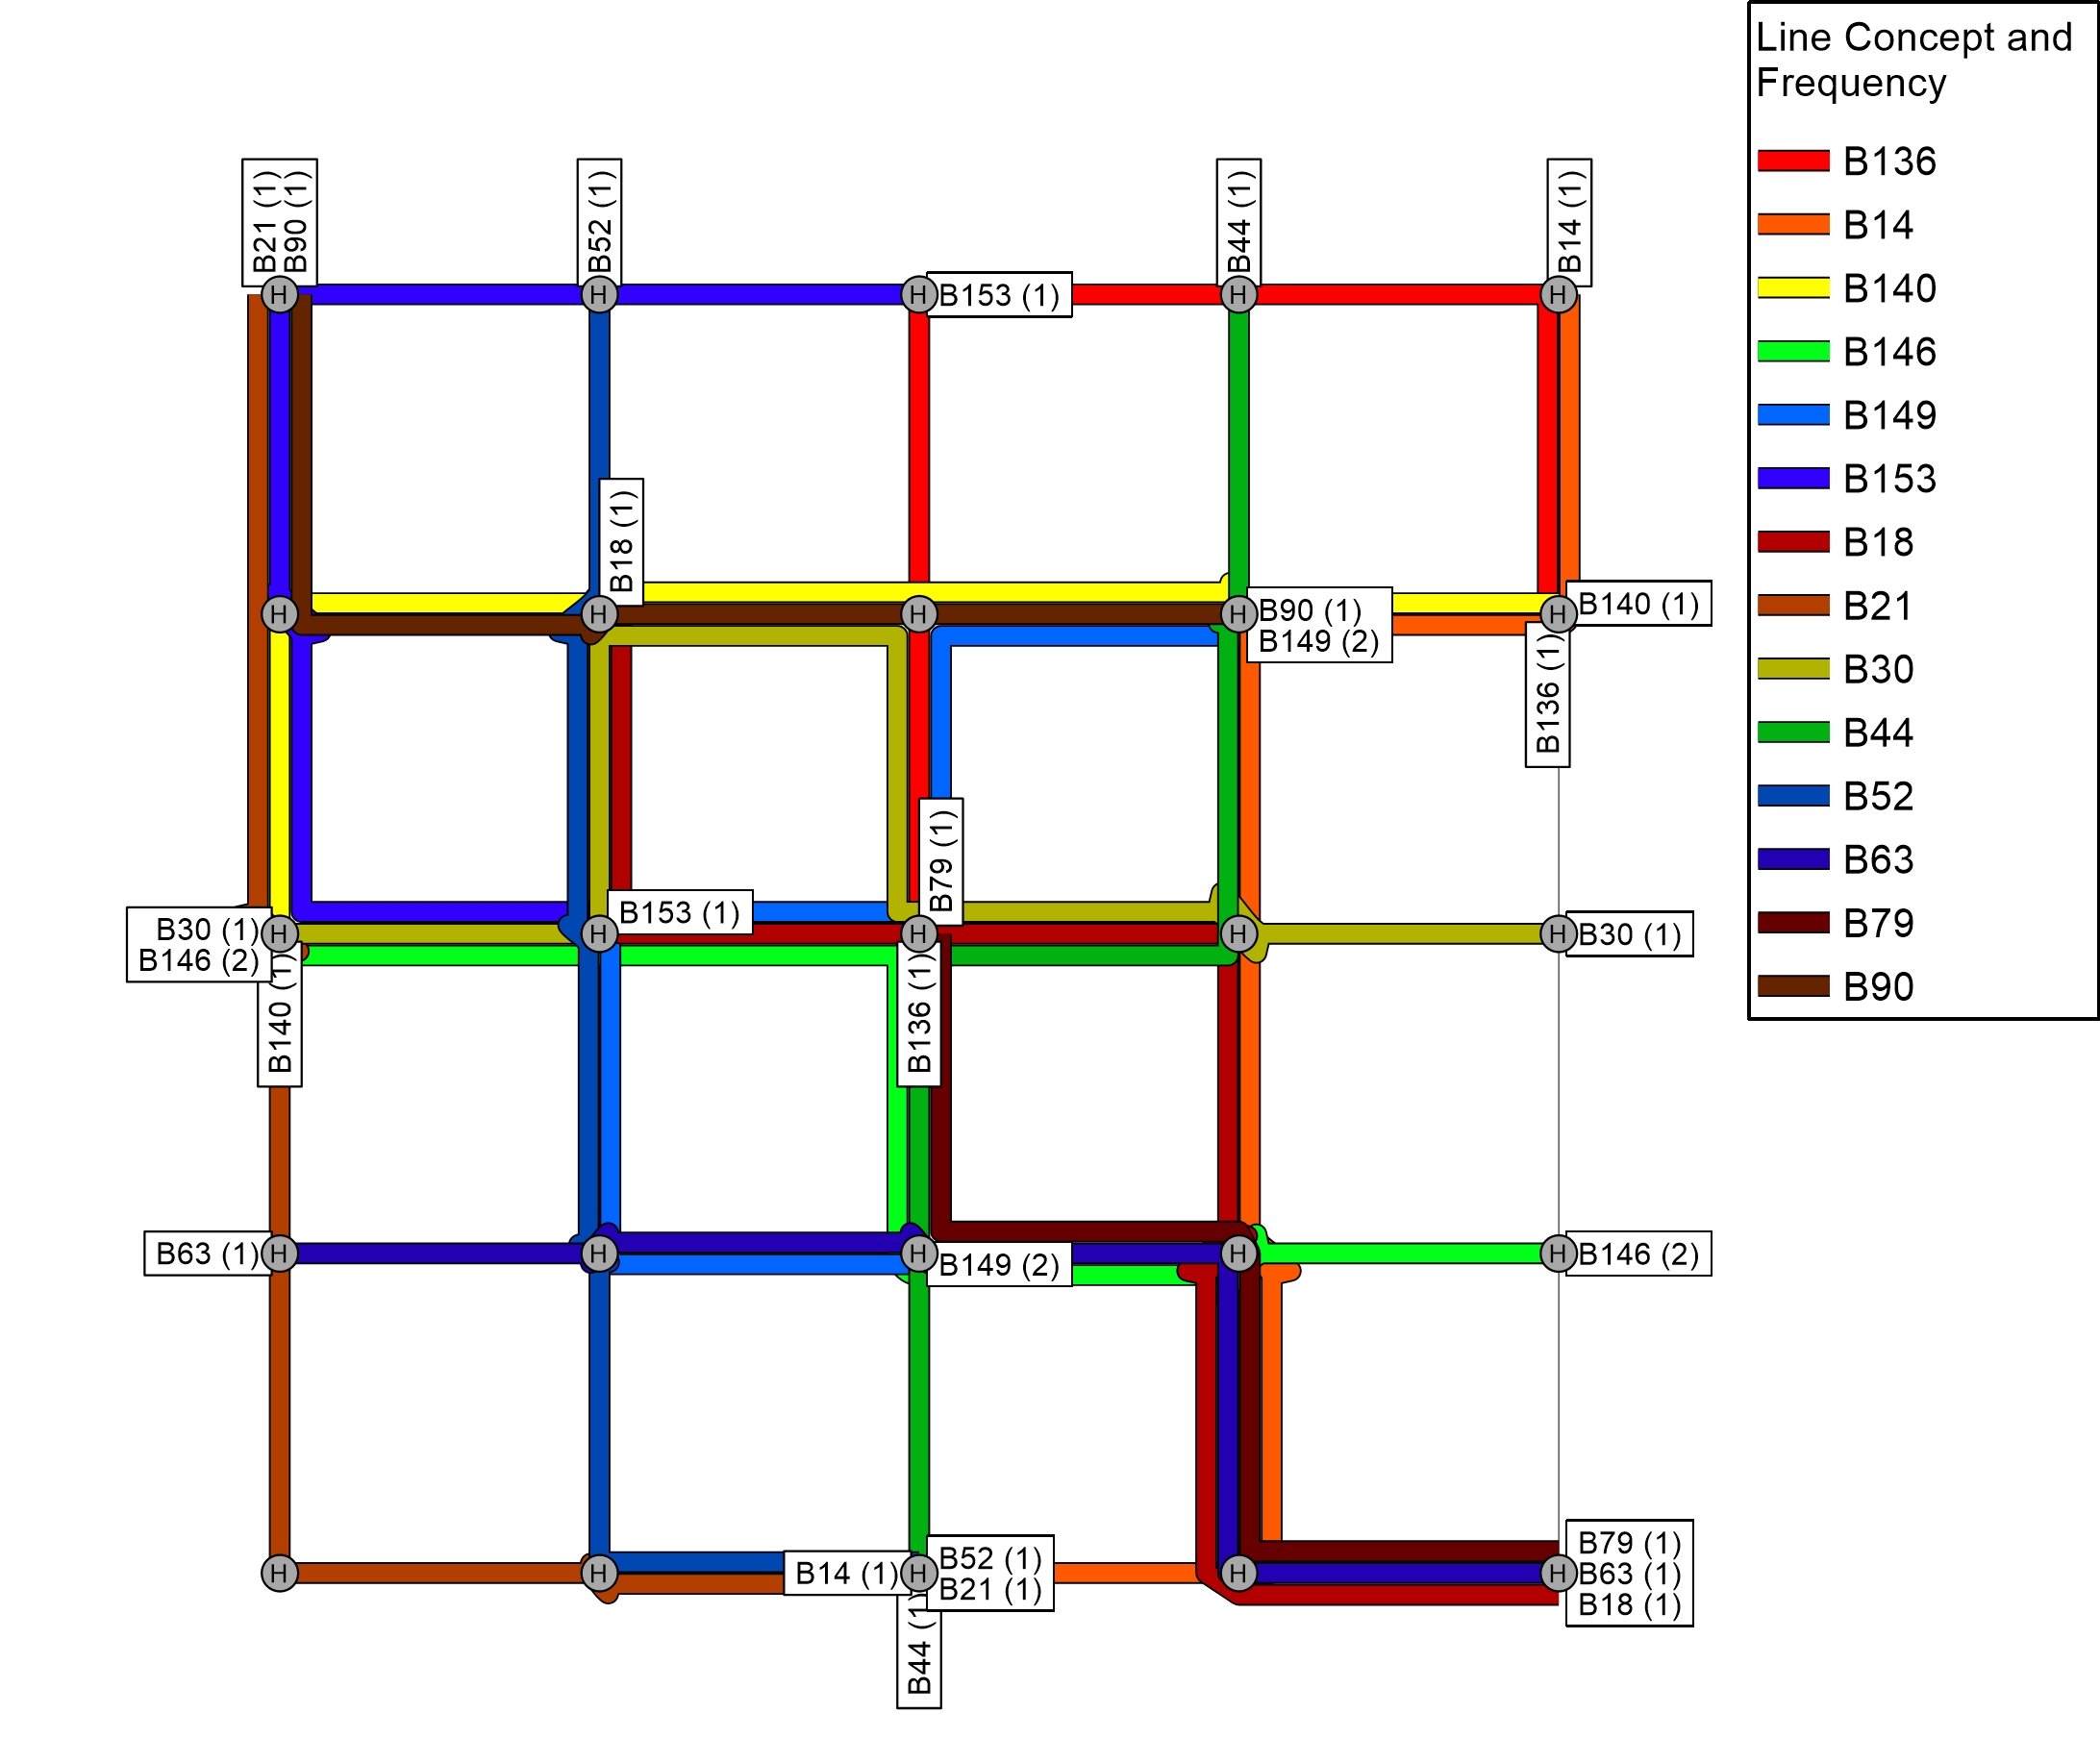 Line Concept and
Frequency
B136
B14
B140
B146
B149
B153
B18
B21
B30
B44
B52
B63
B79
B90
B21 (1)
B90 (1)
B52 (1)
B44 (1)
B14 (1)
H
H
H
B153 (1)
H
H
B18 (1)
H
H
H
H
B90 (1)
B149 (2)
H
B140 (1)
B136 (1)
B79 (1)
B30 (1)
B146 (2)
H
H
B153 (1)
H
H
H
B30 (1)
B140 (1)
B136 (1)
B63 (1)
H
H
H
B149 (2)
H
H
B146 (2)
H
H
B14 (1)
H
B52 (1)
B21 (1)
H
H
B79 (1)
B63 (1)
B18 (1)
B44 (1)